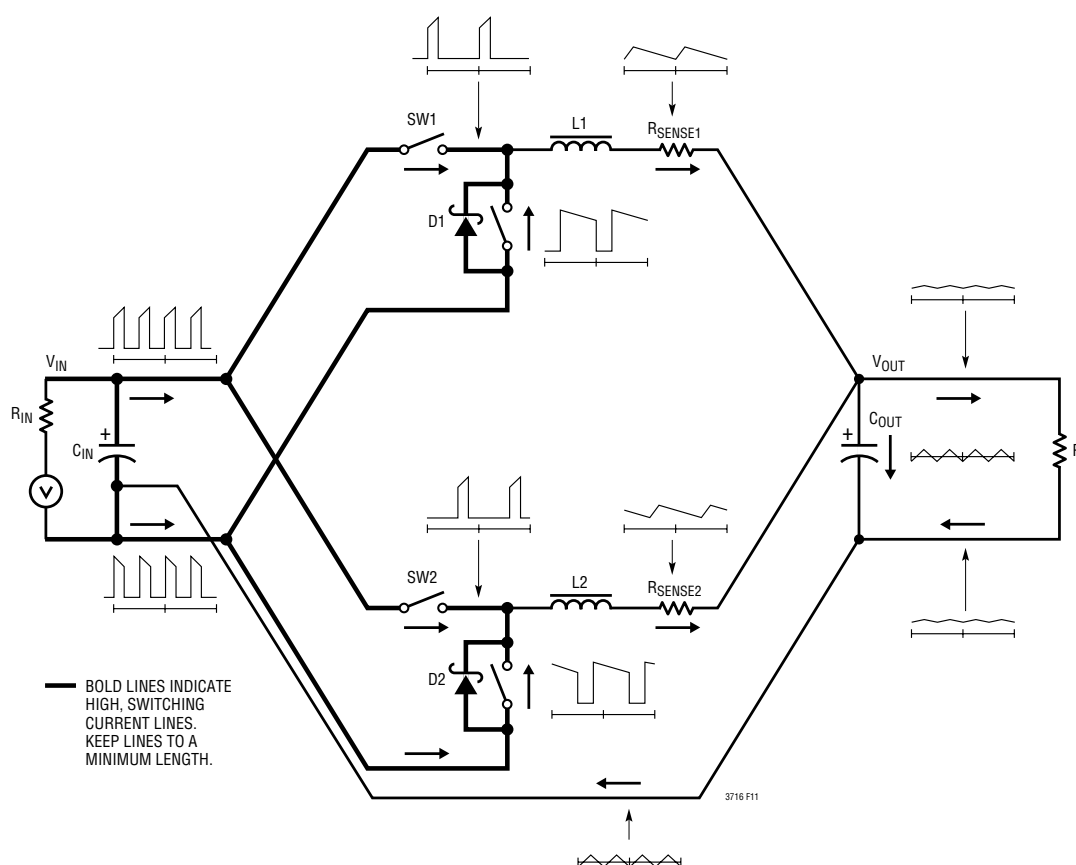 SW1
L1
RSENSE1
D1
VIN
RIN
+
CIN
V
VOUT
COUT
+
R
SW2
L2
RSENSE2
D2
BOLD LINES INDICATE
HIGH, SWITCHING
CURRENT LINES.
KEEP LINES TO A
MINIMUM LENGTH.
3716 F11